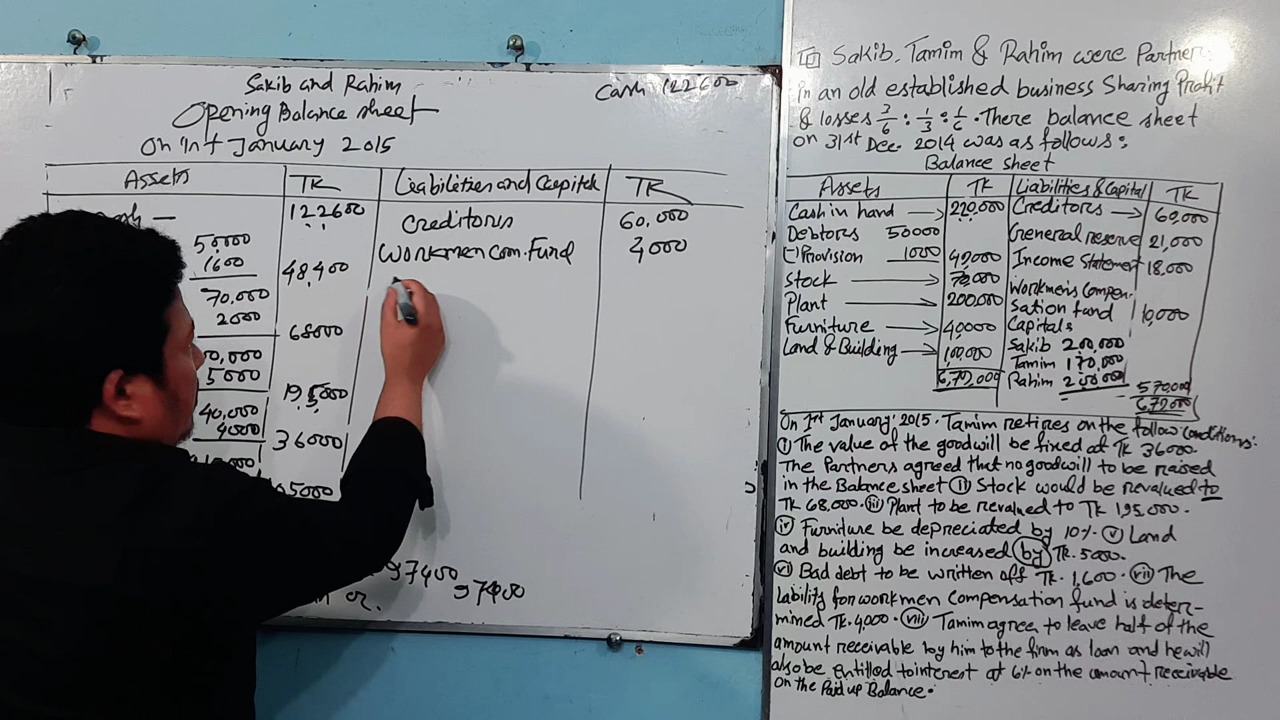 Sakib and Rahim
Cash 122600
Opening Balance sheet
On 1st January 2015
Assets TK Liabilities and Capital TK
122600 Creditors 60,000
50000
1600 48,400 Workmen Com. Fund 4000
70,000
2000 68000
5000 195000
40,000
4000 36000
5000
97400
97400
or.
Sakib, Tamim & Rahim were Partner
in an old established business Sharing Profit
& losses 3/6 : 1/3 : 1/6 . There balance sheet
on 31st Dec. 2014 was as follows:
Balance sheet
Assets TK Liabilities & Capital TK
Cash in hand 220,000 Creditors 60,000
Debtors 50000 General reserve 21,000
(-) Provision 1000 49,000 Income Statement 18,000
Stock 70,000 Workmen's Compen-
Plant 200,000 sation fund 10,000
Furniture 40000 Capitals
Land & Building 100,000 Sakib 200,000
6,79,000 Tamim 170,000
Rahim 200,000 570,000
6,79,000
On 1st January, 2015. Tamim retires on the follow conditions:
(i) The value of the goodwill be fixed at TK 36000.
The Partners agreed that no goodwill to be raised
in the Balance sheet (ii) Stock would be revalued to
TK 68,000. (iii) Plant to be revalued to TK 195,000.
(iv) Furniture be depreciated by 10%. (v) Land
and building be increased by TK. 5000.
(vi) Bad debt to be written off TK. 1,600. (vii) The
lability for workmen compensation fund is deter-
mined TK. 4,000. (viii) Tamim agree to leave half of the
amount receivable by him to the firm as loan and he will
also be entilled to interest at 6% on the amount receivable
on the Paid up Balance.